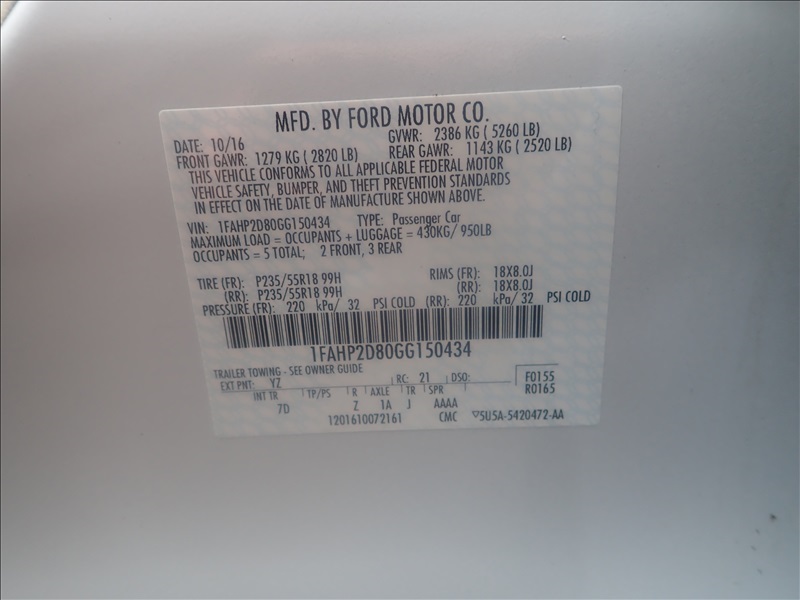 MFD. BY FORD MOTOR CO.
DATE: 10/16 GVWR: 2386 KG ( 5260 LB)
FRONT GAWR: 1279 KG ( 2820 LB) REAR GAWR: 1143 KG ( 2520 LB)
THIS VEHICLE CONFORMS TO ALL APPLICABLE FEDERAL MOTOR
VEHICLE SAFETY, BUMPER, AND THEFT PREVENTION STANDARDS
IN EFFECT ON THE DATE OF MANUFACTURE SHOWN ABOVE.
VIN: 1FAHP2D80GG150434 TYPE: Passenger Car
MAXIMUM LOAD = OCCUPANTS + LUGGAGE = 430KG/ 950LB
OCCUPANTS = 5 TOTAL; 2 FRONT, 3 REAR
TIRE (FR): P235/55R18 99H RIMS (FR): 18X8.0J
(RR): P235/55R18 99H (RR): 18X8.0J
PRESSURE (FR): 220 kPa/ 32 PSI COLD (RR): 220 kPa/ 32 PSI COLD
1FAHP2D80GG150434
TRAILER TOWING - SEE OWNER GUIDE
EXT PNT: YZ RC: 21 DSO: F0155
INT TR TP/PS R AXLE TR SPR R0165
7D Z 1A J AAAA
1201610072161 CMC ▽5U5A-5420472-AA